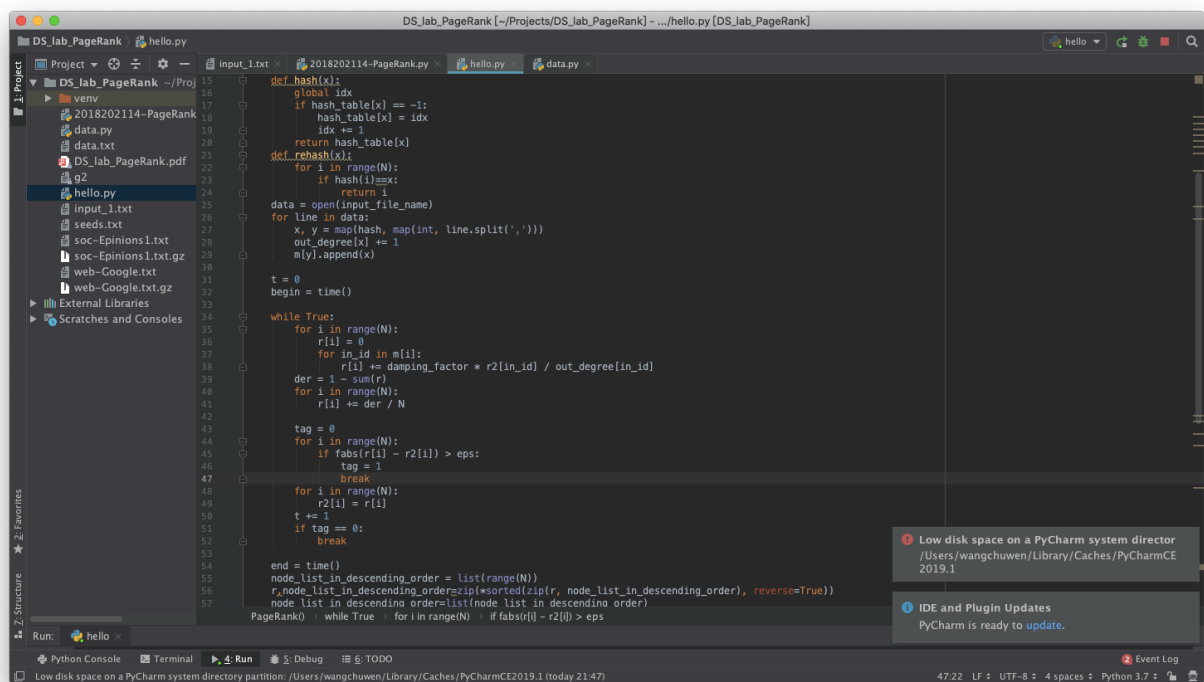 DS_lab_PageRank [~/Projects/DS_lab_PageRank] - .../hello.py [DS_lab_PageRank]
DS_lab_PageRank hello.py
hello
Project
input_1.txt 2018202114-PageRank.py hello.py data.py
1: Project
DS_lab_PageRank ~/Proj
venv
2018202114-PageRank
data.py
data.txt
DS_lab_PageRank.pdf
g2
hello.py
input_1.txt
seeds.txt
soc-Epinions1.txt
soc-Epinions1.txt.gz
web-Google.txt
web-Google.txt.gz
External Libraries
Scratches and Consoles
2: Favorites
7: Structure
15 def hash(x):
16 global idx
17 if hash_table[x] == -1:
18 hash_table[x] = idx
19 idx += 1
20 return hash_table[x]
21 def rehash(x):
22 for i in range(N):
23 if hash(i)==x:
24 return i
25 data = open(input_file_name)
26 for line in data:
27 x, y = map(hash, map(int, line.split(',')))
28 out_degree[x] += 1
29 m[y].append(x)
30
31 t = 0
32 begin = time()
33
34 while True:
35 for i in range(N):
36 r[i] = 0
37 for in_id in m[i]:
38 r[i] += damping_factor * r2[in_id] / out_degree[in_id]
39 der = 1 - sum(r)
40 for i in range(N):
41 r[i] += der / N
42
43 tag = 0
44 for i in range(N):
45 if fabs(r[i] - r2[i]) > eps:
46 tag = 1
47 break
48 for i in range(N):
49 r2[i] = r[i]
50 t += 1
51 if tag == 0:
52 break
53
54 end = time()
55 node_list_in_descending_order = list(range(N))
56 r,node_list_in_descending_order=zip(*sorted(zip(r, node_list_in_descending_order), reverse=True))
57 node_list_in_descending_order=list(node_list_in_descending_order)
PageRank() while True for i in range(N) if fabs(r[i] - r2[i]) > eps
Low disk space on a PyCharm system director
/Users/wangchuwen/Library/Caches/PyCharmCE
2019.1
IDE and Plugin Updates
PyCharm is ready to update.
Run: hello
Python Console Terminal 4: Run 5: Debug 6: TODO
2 Event Log
Low disk space on a PyCharm system directory partition: /Users/wangchuwen/Library/Caches/PyCharmCE2019.1 (today 21:47)
47:22 LF UTF-8 4 spaces Python 3.7